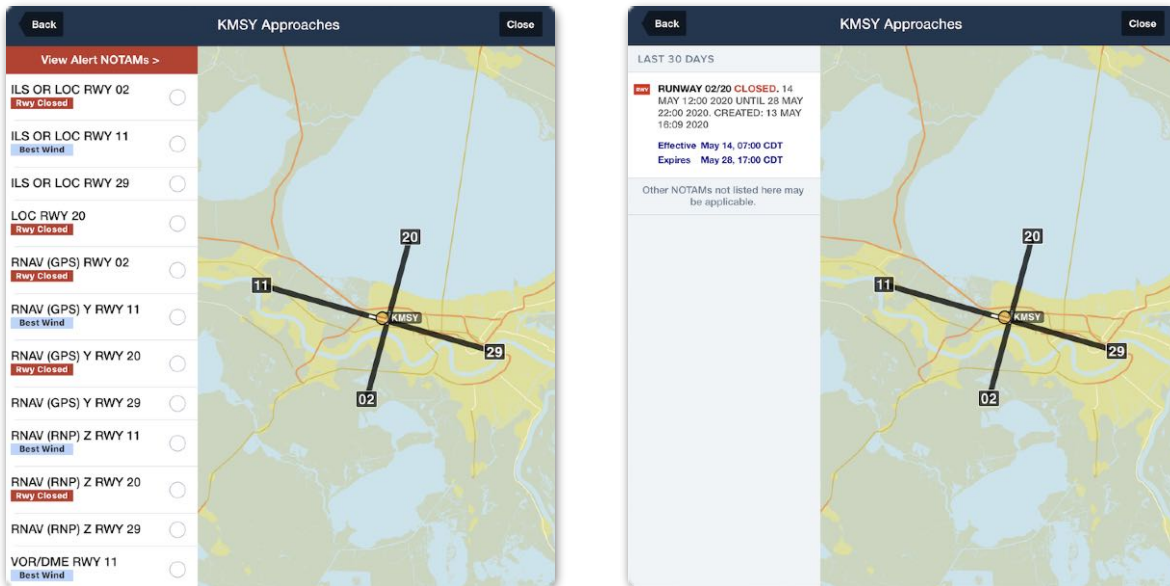 Back
KMSY Approaches
Close
View Alert NOTAMs >
ILS OR LOC RWY 02
Rwy Closed
ILS OR LOC RWY 11
Best Wind
ILS OR LOC RWY 29
LOC RWY 20
Rwy Closed
RNAV (GPS) RWY 02
Rwy Closed
RNAV (GPS) Y RWY 11
Best Wind
RNAV (GPS) Y RWY 20
Rwy Closed
RNAV (GPS) Y RWY 29
RNAV (RNP) Z RWY 11
Best Wind
RNAV (RNP) Z RWY 20
Rwy Closed
RNAV (RNP) Z RWY 29
VOR/DME RWY 11
Best Wind
20
11
KMSY
29
02
Back
KMSY Approaches
Close
LAST 30 DAYS
RWY
RUNWAY 02/20 CLOSED. 14
MAY 12:00 2020 UNTIL 28 MAY
22:00 2020. CREATED: 13 MAY
16:09 2020
Effective May 14, 07:00 CDT
Expires May 28, 17:00 CDT
Other NOTAMs not listed here may
be applicable.
20
11
KMSY
29
02